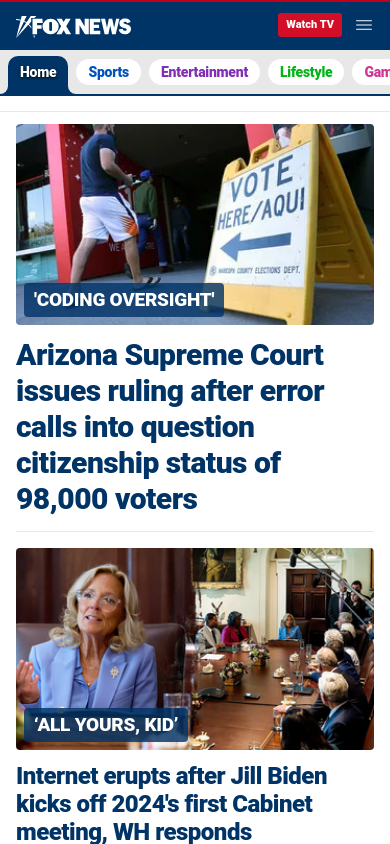 FOX NEWS
Watch TV
Home
Sports
Entertainment
Lifestyle
Gam
VOTE
HERE/AQUI
MARICOPA COUNTY ELECTIONS DEPT.
WE A
'CODING OVERSIGHT'
Arizona Supreme Court
issues ruling after error
calls into question
citizenship status of
98,000 voters
‘ALL YOURS, KID’
Internet erupts after Jill Biden
kicks off 2024's first Cabinet
meeting, WH responds